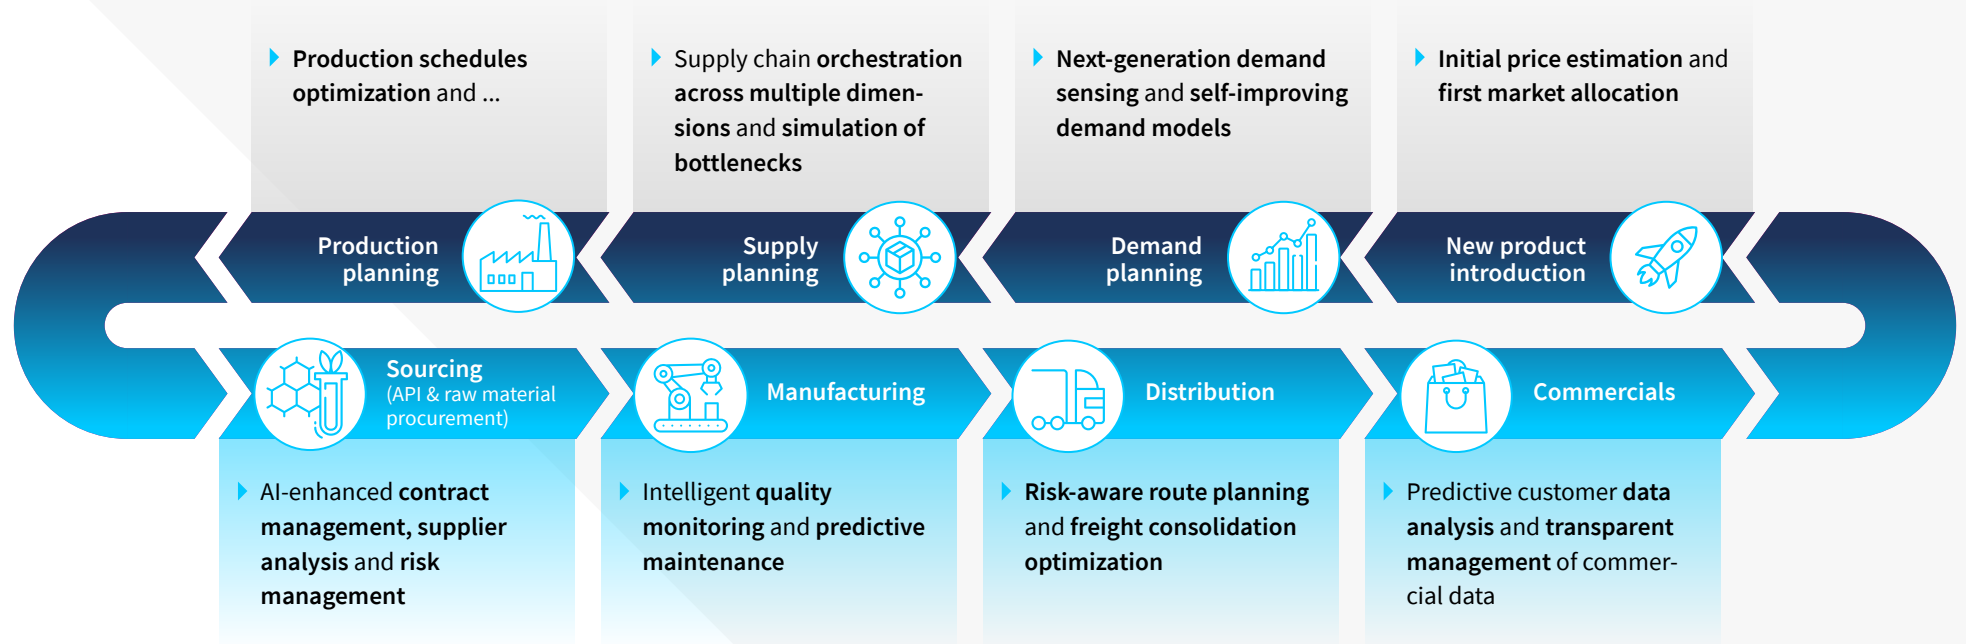 Production schedules
optimization and ...
Supply chain orchestration
across multiple dimen-
sions and simulation of
bottlenecks
Next-generation demand
sensing and self-improving
demand models
Initial price estimation and
first market allocation
Production
planning
Supply
planning
Demand
planning
New product
introduction
Sourcing
(API & raw material
procurement)
Manufacturing
Distribution
Commercials
AI-enhanced contract
management, supplier
analysis and risk
management
Intelligent quality
monitoring and predictive
maintenance
Risk-aware route planning
and freight consolidation
optimization
Predictive customer data
analysis and transparent
management of commer-
cial data